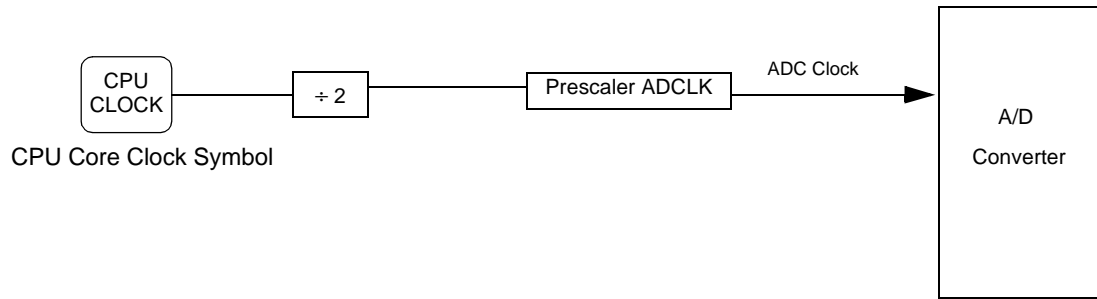 CPU
CLOCK
÷ 2
Prescaler ADCLK
ADC Clock
A/D
Converter
CPU Core Clock Symbol